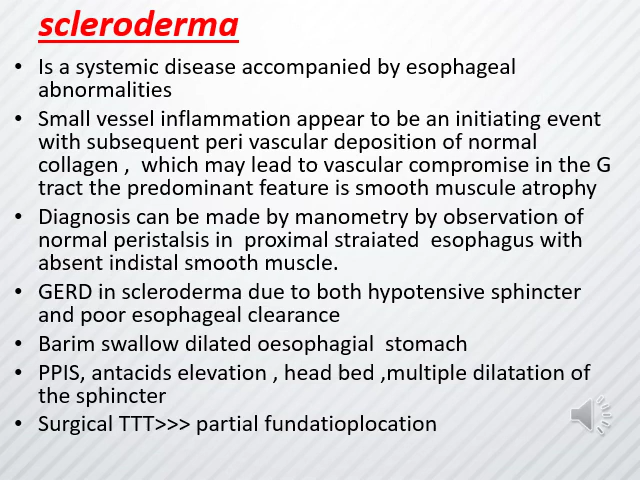 scleroderma
• Is a systemic disease accompanied by esophageal
abnormalities
• Small vessel inflammation appear to be an initiating event
with subsequent peri vascular deposition of normal
collagen , which may lead to vascular compromise in the G
tract the predominant feature is smooth muscule atrophy
• Diagnosis can be made by manometry by observation of
normal peristalsis in proximal straiated esophagus with
absent indistal smooth muscle.
• GERD in scleroderma due to both hypotensive sphincter
and poor esophageal clearance
• Barim swallow dilated oesophagial stomach
• PPIS, antacids elevation , head bed ,multiple dilatation of
the sphincter
• Surgical TTT>>> partial fundatioplocation